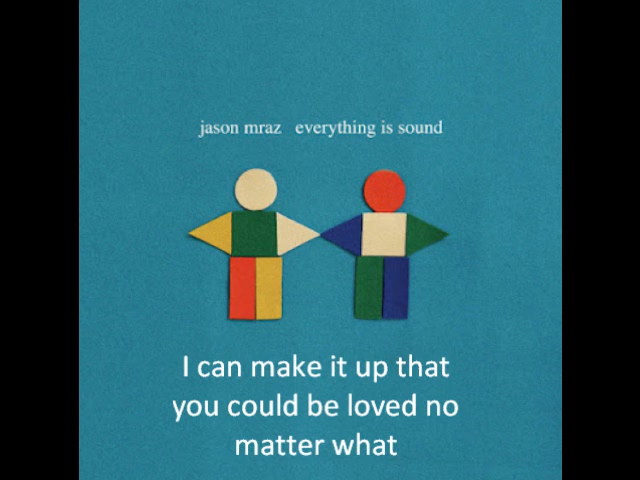 jason mraz everything is sound
I can make it up that
you could be loved no
matter what